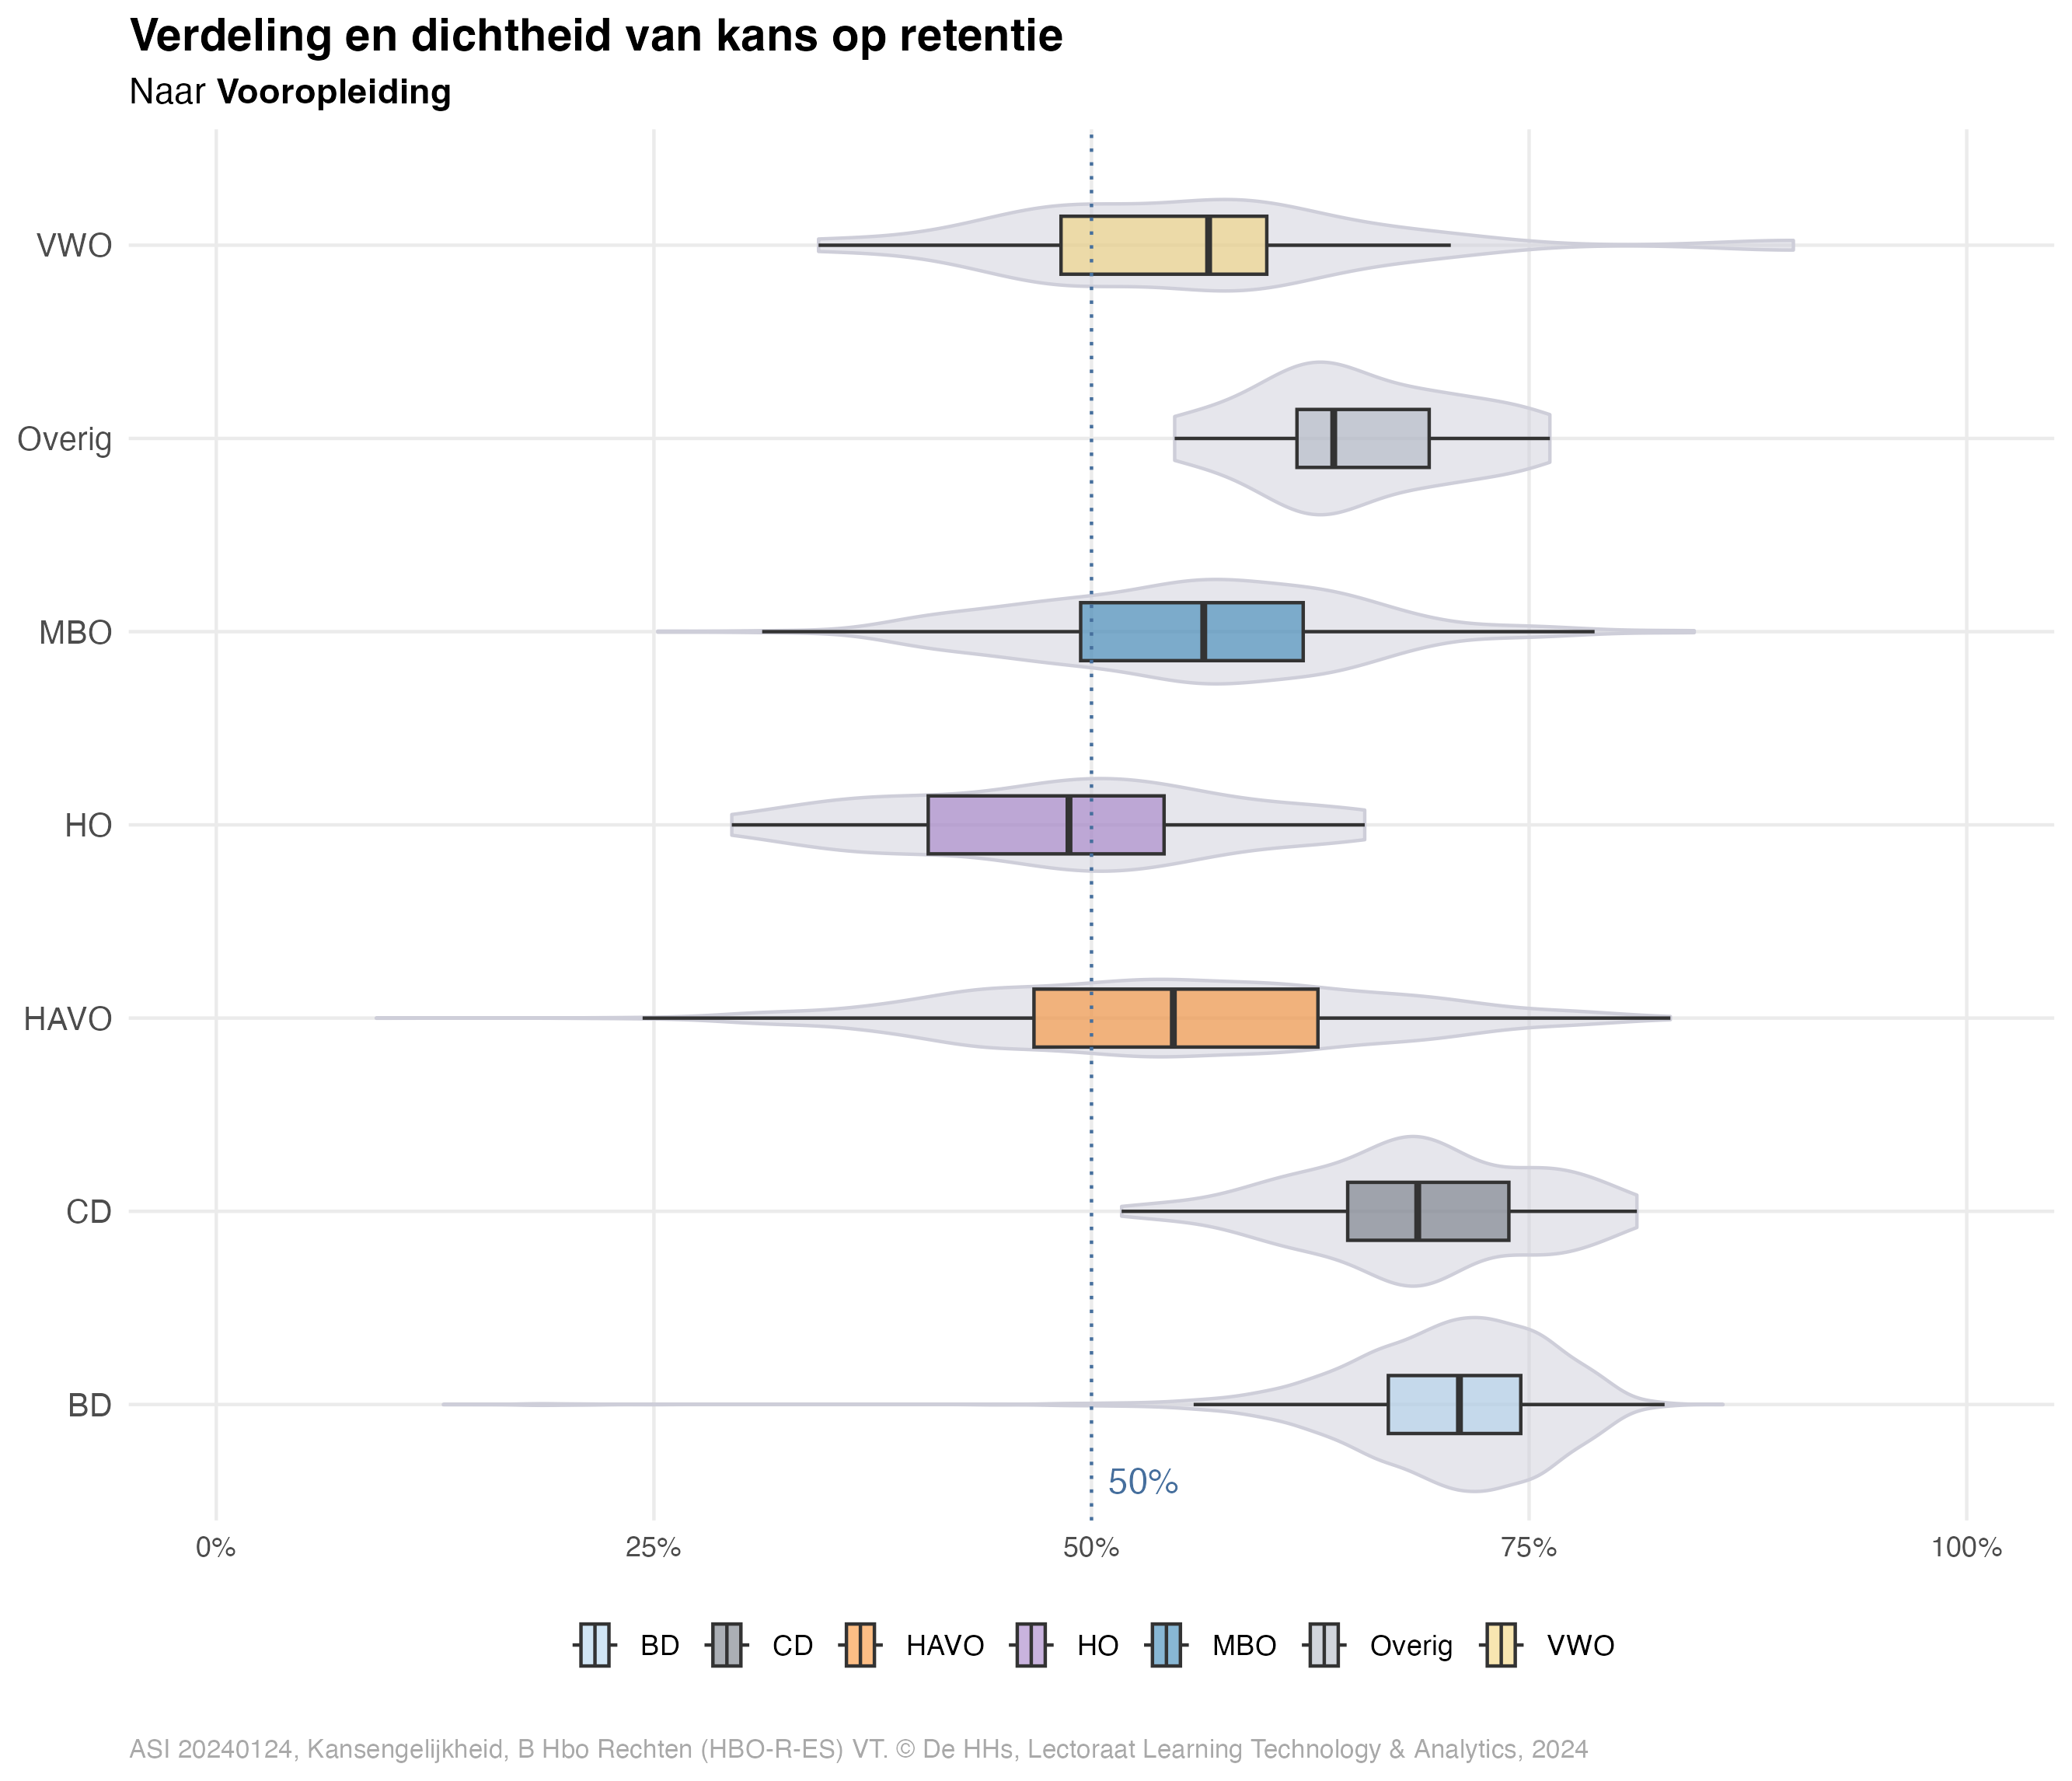 Verdeling en dichtheid van kans op retentie
Naar Vooropleiding
VWO
Overig
MBO
HO
HAVO
CD
BD
50%
0% 25% 50% 75% 100%
BD CD HAVO HO MBO Overig VWO
ASI 20240124, Kansengelijkheid, B Hbo Rechten (HBO-R-ES) VT. © De HHs, Lectoraat Learning Technology & Analytics, 2024